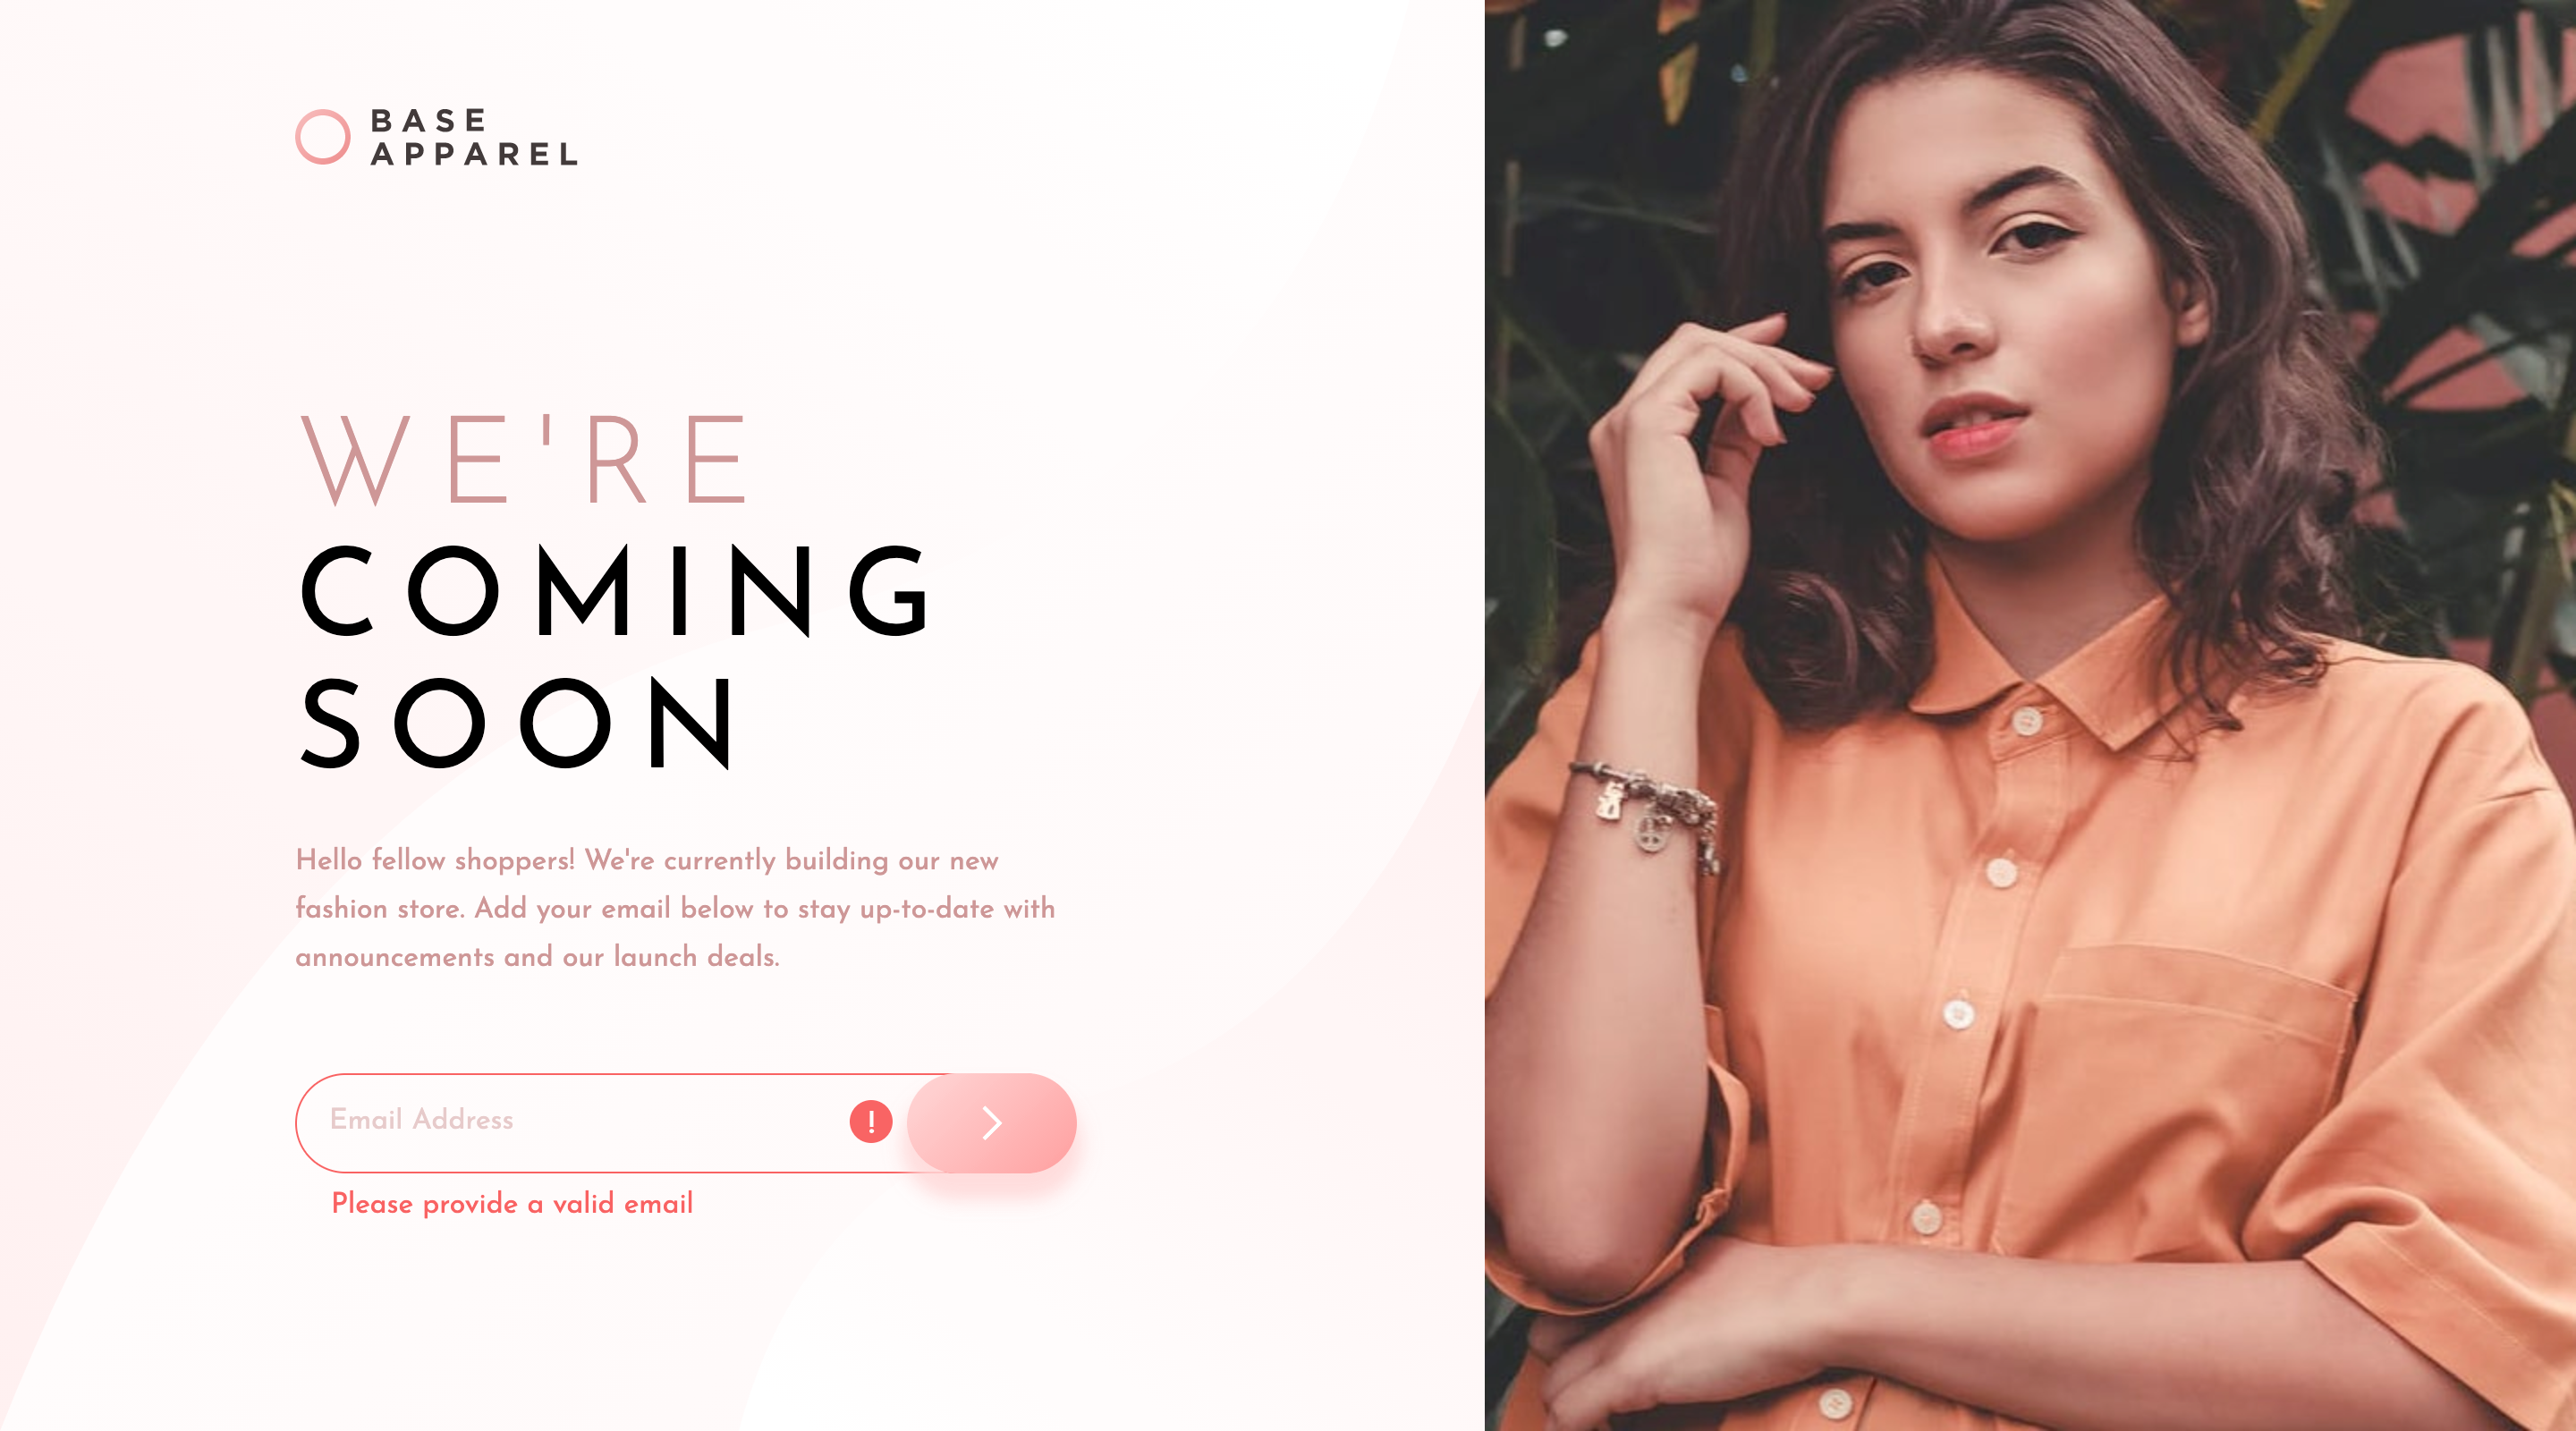 BASE
APPAREL
WE'RE
COMING
SOON
Hello fellow shoppers! We're currently building our new
fashion store. Add your email below to stay up-to-date with
announcements and our launch deals.
Email Address
!
Please provide a valid email